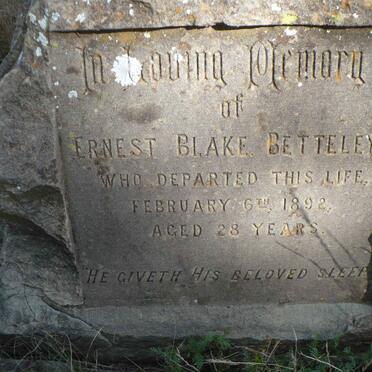 In Loving Memory
of
ERNEST BLAKE BETTELEY
WHO DEPARTED THIS LIFE,
FEBRUARY 6TH, 1892,
AGED 28 YEARS.
"HE GIVETH HIS BELOVED SLEEP